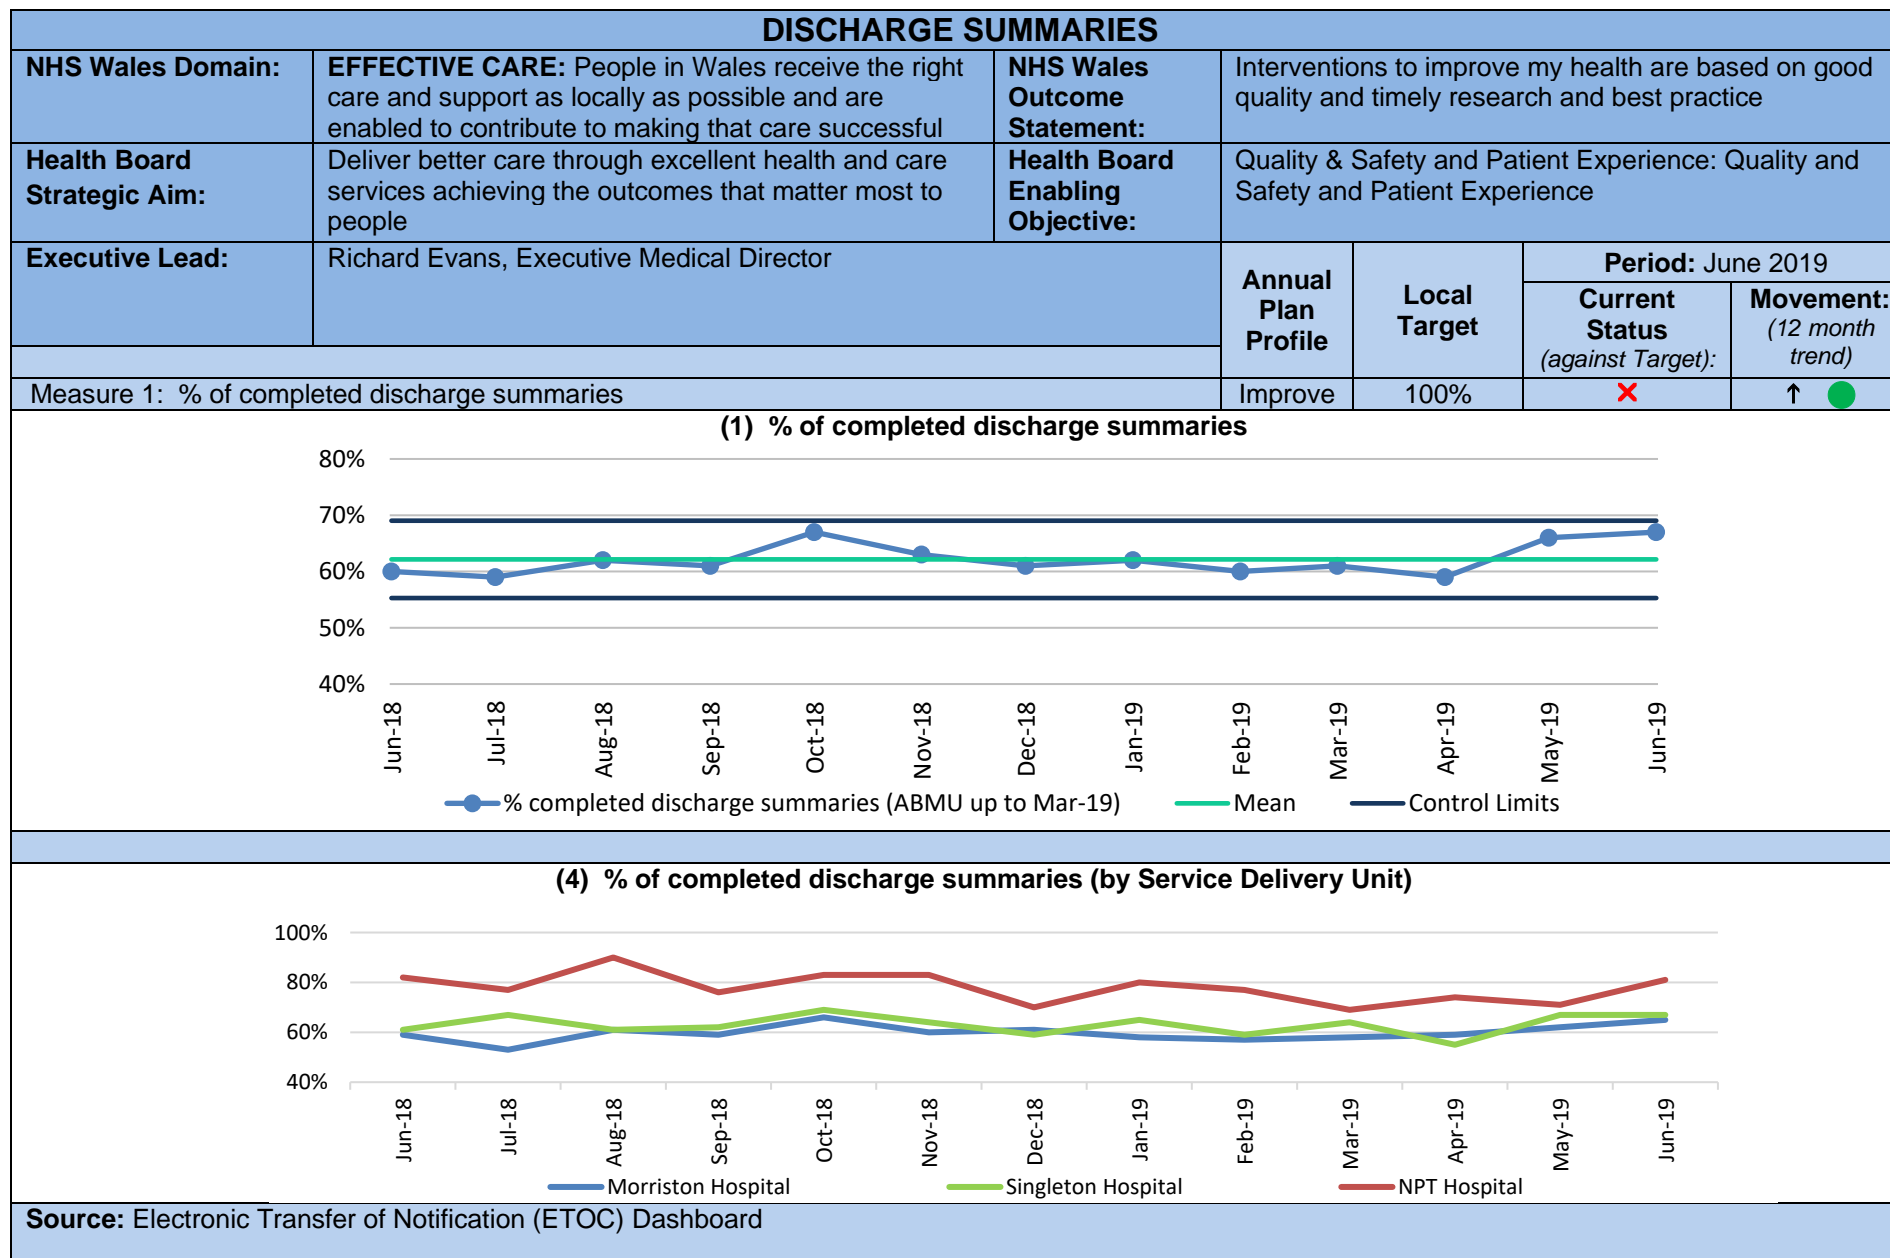 DISCHARGE SUMMARIES
NHS Wales Domain:
EFFECTIVE CARE: People in Wales receive the right
care and support as locally as possible and are
enabled to contribute to making that care successful
NHS Wales
Outcome
Statement:
Interventions to improve my health are based on good
quality and timely research and best practice
Health Board
Strategic Aim:
Deliver better care through excellent health and care
services achieving the outcomes that matter most to
people
Health Board
Enabling
Objective:
Quality & Safety and Patient Experience: Quality and
Safety and Patient Experience
Executive Lead:
Richard Evans, Executive Medical Director
Annual
Plan
Profile
Local
Target
Period: June 2019
Current
Status
(against Target):
Movement:
(12 month
trend)
Measure 1: % of completed discharge summaries
Improve
100%
✕
↑
(1) % of completed discharge summaries
80%
70%
60%
50%
40%
Jun-18
Jul-18
Aug-18
Sep-18
Oct-18
Nov-18
Dec-18
Jan-19
Feb-19
Mar-19
Apr-19
May-19
Jun-19
% completed discharge summaries (ABMU up to Mar-19)
Mean
Control Limits
(4) % of completed discharge summaries (by Service Delivery Unit)
100%
80%
60%
40%
Jun-18
Jul-18
Aug-18
Sep-18
Oct-18
Nov-18
Dec-18
Jan-19
Feb-19
Mar-19
Apr-19
May-19
Jun-19
Morriston Hospital
Singleton Hospital
NPT Hospital
Source: Electronic Transfer of Notification (ETOC) Dashboard